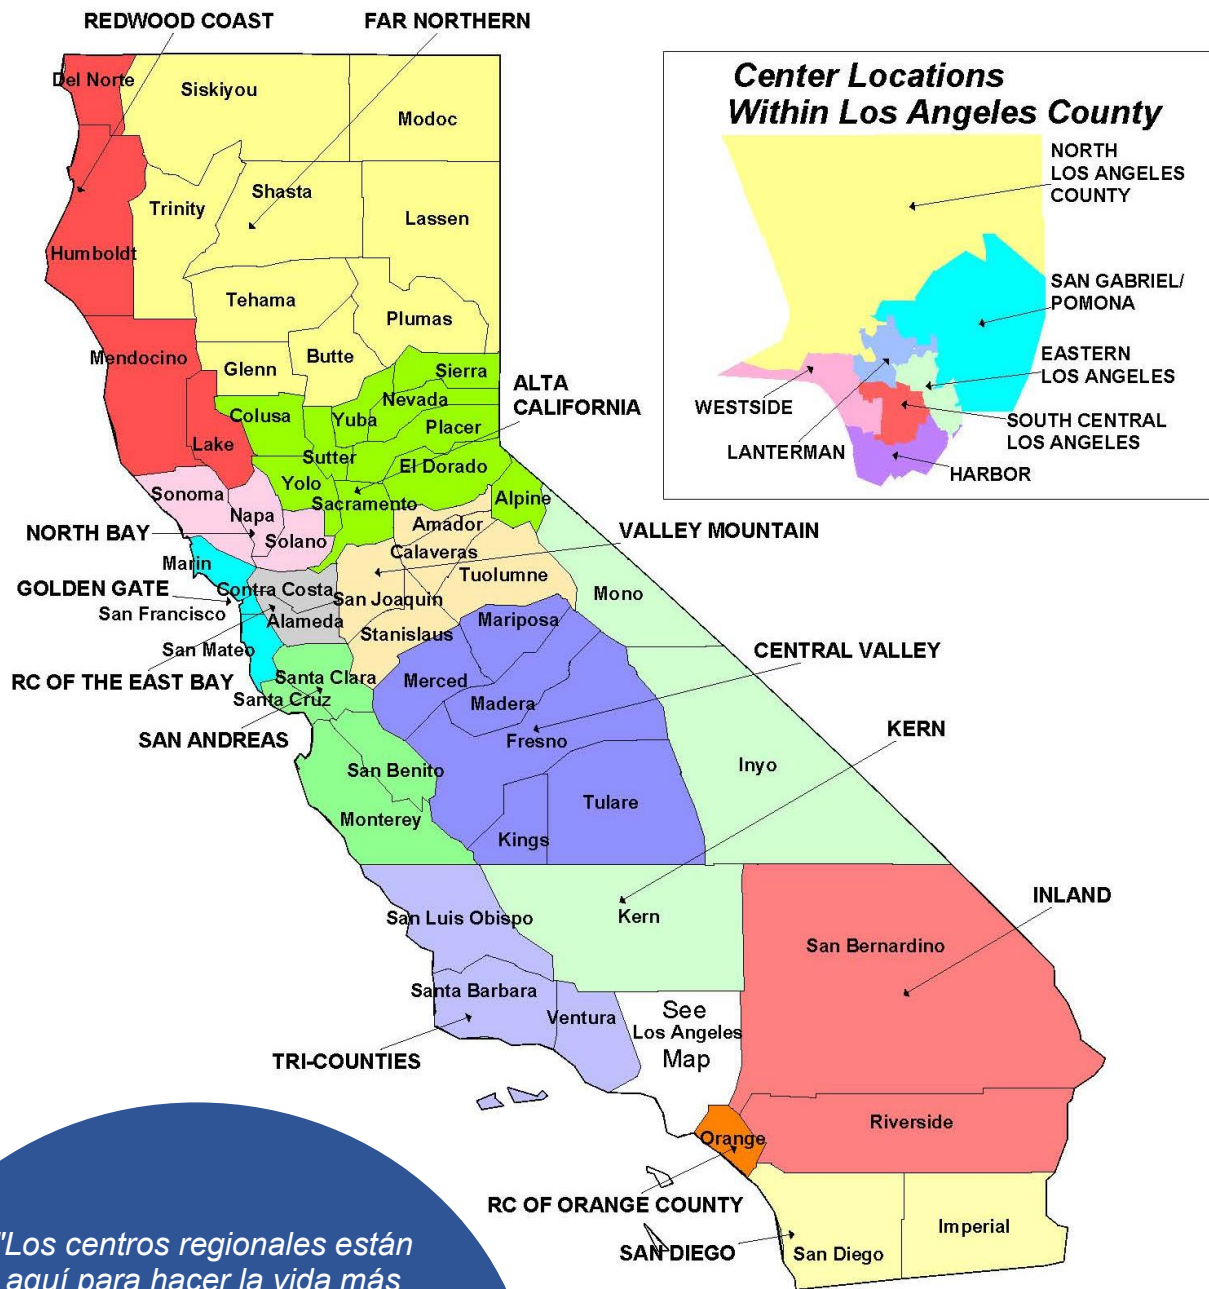 REDWOOD COAST
FAR NORTHERN
Del Norte
Siskiyou
Modoc
Trinity
Shasta
Lassen
Humboldt
Tehama
Plumas
Mendocino
Glenn
Butte
Sierra
Nevada
ALTA
CALIFORNIA
Colusa
Yuba
Placer
Lake
Sutter
El Dorado
Yolo
Sonoma
Sacramento
Alpine
Napa
Amador
NORTH BAY
Solano
VALLEY MOUNTAIN
Calaveras
Marin
Tuolumne
GOLDEN GATE
Contra Costa
Mono
San Francisco
San Joaquin
Alameda
Mariposa
Stanislaus
San Mateo
CENTRAL VALLEY
RC OF THE EAST BAY
Santa Clara
Merced
Santa Cruz
Madera
SAN ANDREAS
Fresno
KERN
San Benito
Inyo
Tulare
Monterey
Kings
INLAND
San Luis Obispo
Kern
San Bernardino
Santa Barbara
Ventura
See
Los Angeles
Map
TRI-COUNTIES
Riverside
Orange
RC OF ORANGE COUNTY
Imperial
SAN DIEGO
San Diego
Center Locations
Within Los Angeles County
NORTH
LOS ANGELES
COUNTY
SAN GABRIEL/
POMONA
EASTERN
LOS ANGELES
WESTSIDE
SOUTH CENTRAL
LOS ANGELES
LANTERMAN
HARBOR
"Los centros regionales están
aquí para hacer la vida más